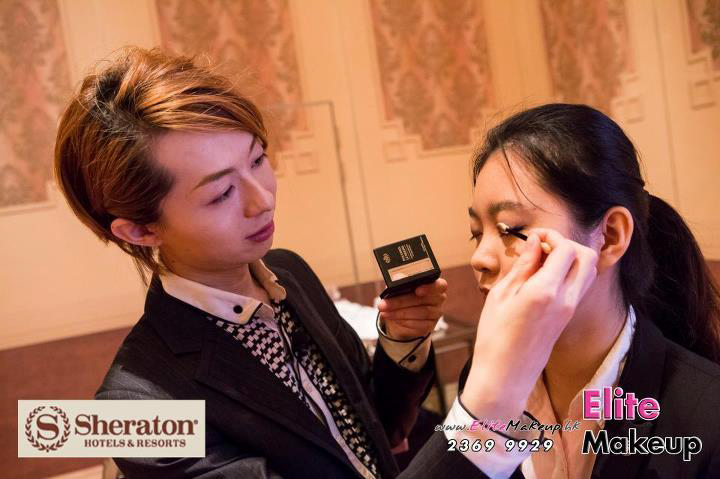 S Sheraton®
HOTELS & RESORTS
www.EliteMakeup.hk
2369 9929
Elite
Makeup